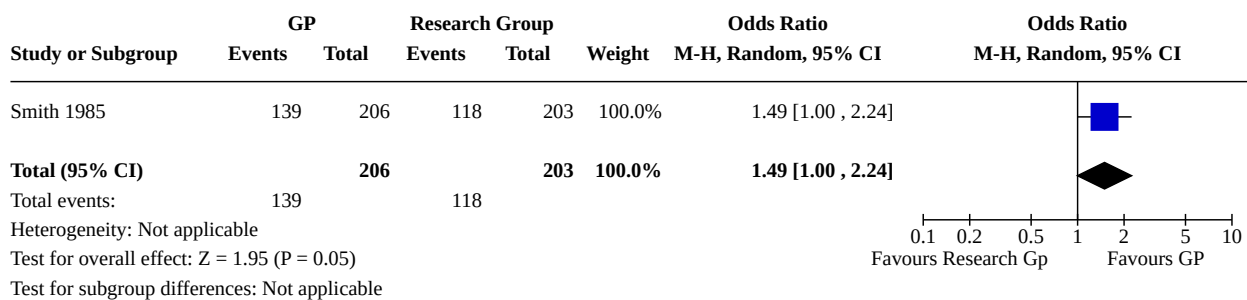 GP Research Group Odds Ratio Odds Ratio
Study or Subgroup Events Total Events Total Weight M-H, Random, 95% CI M-H, Random, 95% CI
Smith 1985 139 206 118 203 100.0% 1.49 [1.00 , 2.24]
Total (95% CI) 206 203 100.0% 1.49 [1.00 , 2.24]
Total events: 139 118
Heterogeneity: Not applicable
0.1 0.2 0.5 1 2 5 10
Test for overall effect: Z = 1.95 (P = 0.05) Favours Research Gp Favours GP
Test for subgroup differences: Not applicable